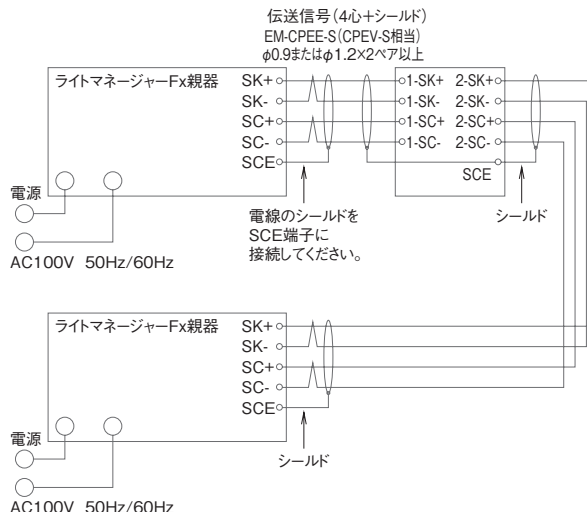 伝送信号(4心+シールド)
EM-CPEE-S(CPEV-S相当)
φ0.9またはφ1.2×2ペア以上
ライトマネージャーFx親器
SK+
SK-
SC+
SC-
SCE
1-SK+ 2-SK+
1-SK- 2-SK-
1-SC+ 2-SC+
1-SC- 2-SC-
SCE
電源
AC100V 50Hz/60Hz
電線のシールドを
SCE端子に
接続してください。
シールド
ライトマネージャーFx親器
SK+
SK-
SC+
SC-
SCE
電源
AC100V 50Hz/60Hz
シールド